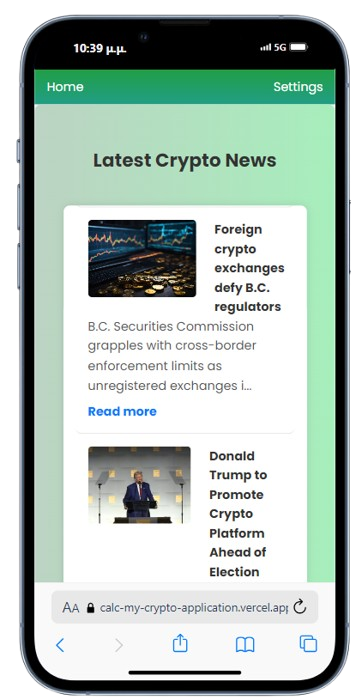 10:39 μ.μ.
5G
Home
Settings
Latest Crypto News
Foreign
crypto
exchanges
defy B.C.
regulators
B.C. Securities Commission
grapples with cross-border
enforcement limits as
unregistered exchanges i...
Read more
Donald
Trump to
Promote
Crypto
Platform
Ahead of
Election
AA calc-my-crypto-application.vercel.app